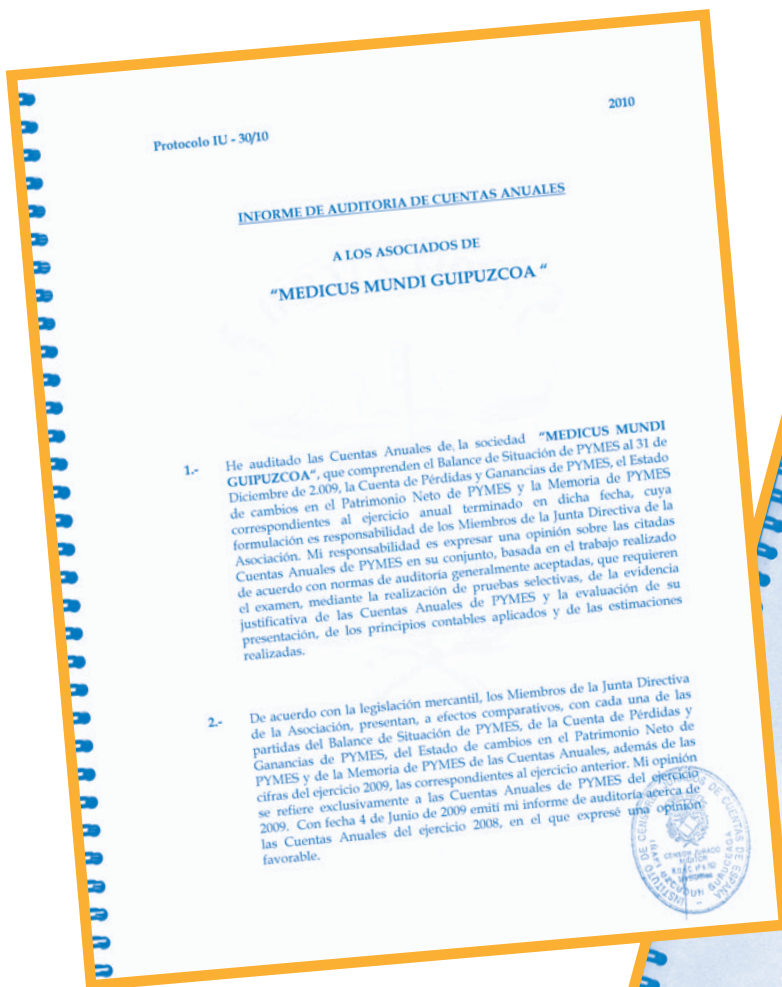 Protocolo IU - 30/10
2010
INFORME DE AUDITORIA DE CUENTAS ANUALES
A LOS ASOCIADOS DE
"MEDICUS MUNDI GUIPUZCOA "
1.- He auditado las Cuentas Anuales de la sociedad "MEDICUS MUNDI
GUIPUZCOA", que comprenden el Balance de Situación de PYMES al 31 de
Diciembre de 2.009, la Cuenta de Pérdidas y Ganancias de PYMES, el Estado
de cambios en el Patrimonio Neto de PYMES y la Memoria de PYMES
correspondientes al ejercicio anual terminado en dicha fecha, cuya
formulación es responsabilidad de los Miembros de la Junta Directiva de la
Asociación. Mi responsabilidad es expresar una opinión sobre las citadas
Cuentas Anuales de PYMES en su conjunto, basada en el trabajo realizado
de acuerdo con normas de auditoría generalmente aceptadas, que requieren
el examen, mediante la realización de pruebas selectivas, de la evidencia
justificativa de las Cuentas Anuales de PYMES y la evaluación de su
presentación, de los principios contables aplicados y de las estimaciones
realizadas.
2.- De acuerdo con la legislación mercantil, los Miembros de la Junta Directiva
de la Asociación, presentan, a efectos comparativos, con cada una de las
partidas del Balance de Situación de PYMES, de la Cuenta de Pérdidas y
Ganancias de PYMES, del Estado de cambios en el Patrimonio Neto de
PYMES y de la Memoria de PYMES de las Cuentas Anuales, además de las
cifras del ejercicio 2009, las correspondientes al ejercicio anterior. Mi opinión
se refiere exclusivamente a las Cuentas Anuales de PYMES del ejercicio
2009. Con fecha 4 de Junio de 2009 emití mi informe de auditoría acerca de
las Cuentas Anuales del ejercicio 2008, en el que expresé una opinión
favorable.
INSTITUTO DE CENSORES JURADOS DE CUENTAS DE ESPAÑA
CENSOR JURADO
AUDITOR